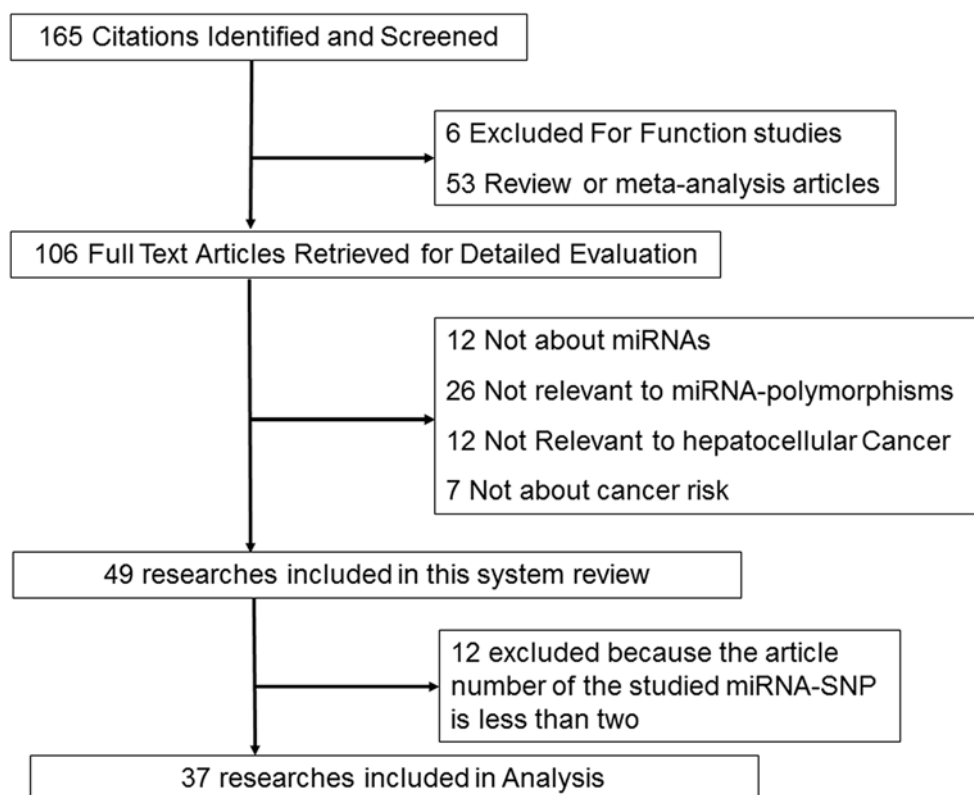 165 Citations Identified and Screened
6 Excluded For Function studies
53 Review or meta-analysis articles
106 Full Text Articles Retrieved for Detailed Evaluation
12 Not about miRNAs
26 Not relevant to miRNA-polymorphisms
12 Not Relevant to hepatocellular Cancer
7 Not about cancer risk
49 researches included in this system review
12 excluded because the article
number of the studied miRNA-SNP
is less than two
37 researches included in Analysis